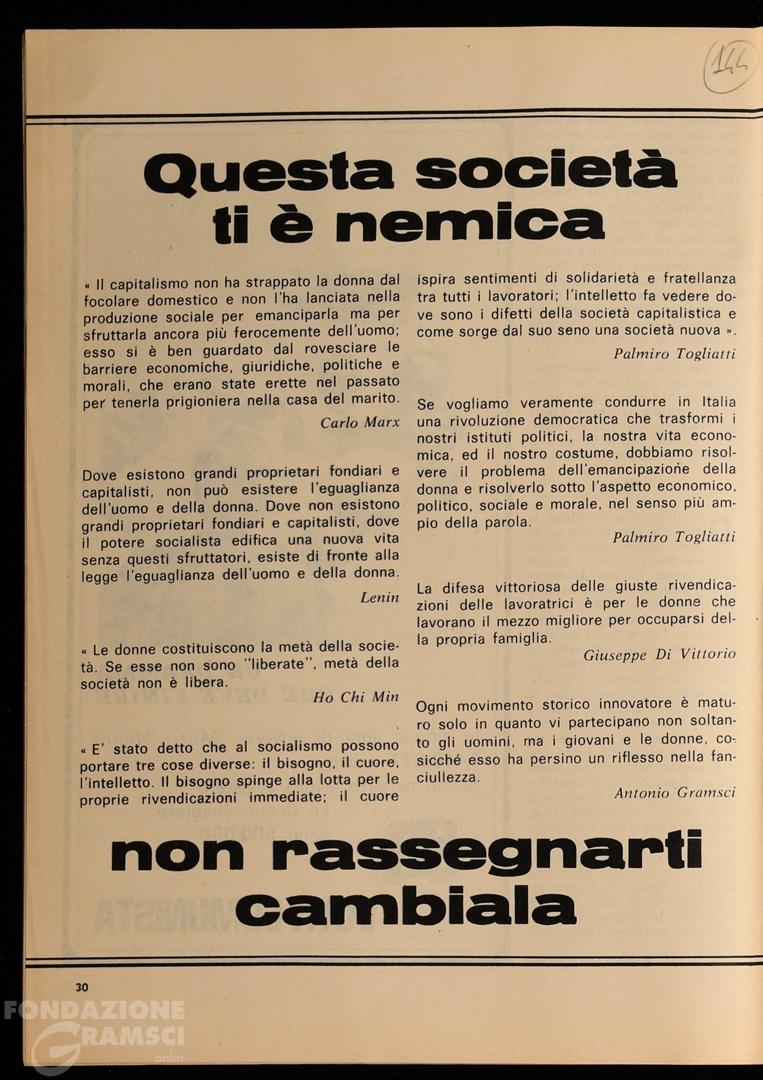 144
Questa società
ti è nemica
« Il capitalismo non ha strappato la donna dal
focolare domestico e non l'ha lanciata nella
produzione sociale per emanciparla ma per
sfruttarla ancora più ferocemente dell'uomo;
esso si è ben guardato dal rovesciare le
barriere economiche, giuridiche, politiche e
morali, che erano state erette nel passato
per tenerla prigioniera nella casa del marito.
Carlo Marx
Dove esistono grandi proprietari fondiari e
capitalisti, non può esistere l'eguaglianza
dell'uomo e della donna. Dove non esistono
grandi proprietari fondiari e capitalisti, dove
il potere socialista edifica una nuova vita
senza questi sfruttatori, esiste di fronte alla
legge l'eguaglianza dell'uomo e della donna.
Lenin
« Le donne costituiscono la metà della socie-
tà. Se esse non sono "liberate", metà della
società non è libera.
Ho Chi Min
« E' stato detto che al socialismo possono
portare tre cose diverse: il bisogno, il cuore,
l'intelletto. Il bisogno spinge alla lotta per le
proprie rivendicazioni immediate; il cuore
ispira sentimenti di solidarietà e fratellanza
tra tutti i lavoratori; l'intelletto fa vedere do-
ve sono i difetti della società capitalistica e
come sorge dal suo seno una società nuova ».
Palmiro Togliatti
Se vogliamo veramente condurre in Italia
una rivoluzione democratica che trasformi i
nostri istituti politici, la nostra vita econo-
mica, ed il nostro costume, dobbiamo risol-
vere il problema dell'emancipazione della
donna e risolverlo sotto l'aspetto economico,
politico, sociale e morale, nel senso più am-
pio della parola.
Palmiro Togliatti
La difesa vittoriosa delle giuste rivendica-
zioni delle lavoratrici è per le donne che
lavorano il mezzo migliore per occuparsi del-
la propria famiglia.
Giuseppe Di Vittorio
Ogni movimento storico innovatore è matu-
ro solo in quanto vi partecipano non soltan-
to gli uomini, ma i giovani e le donne, co-
sicché esso ha persino un riflesso nella fan-
ciullezza.
Antonio Gramsci
non rassegnarti
cambiala
30
FONDAZIONE
GRAMSCI
onlus